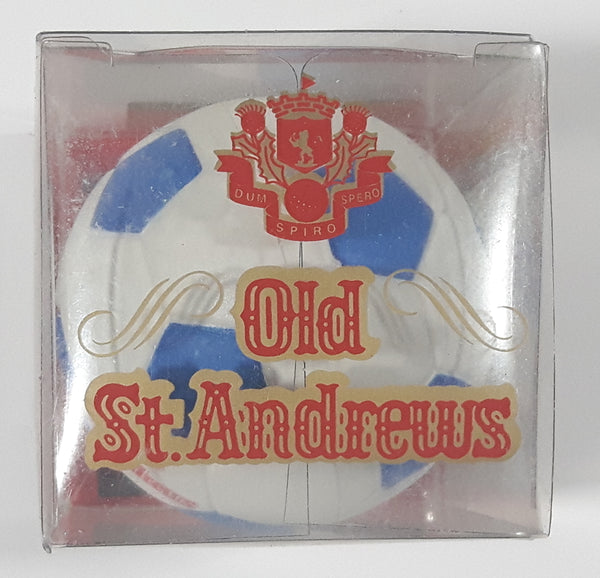 DUM SPIRO SPERO
Old
St. Andrews